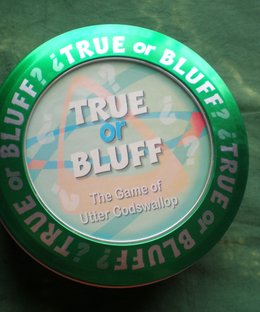 TRUE
or
BLUFF
The Game of
Utter Codswallop
¿TRUE or BLUFF? ¿TRUE or BLUFF? ¿TRUE or BLUFF?